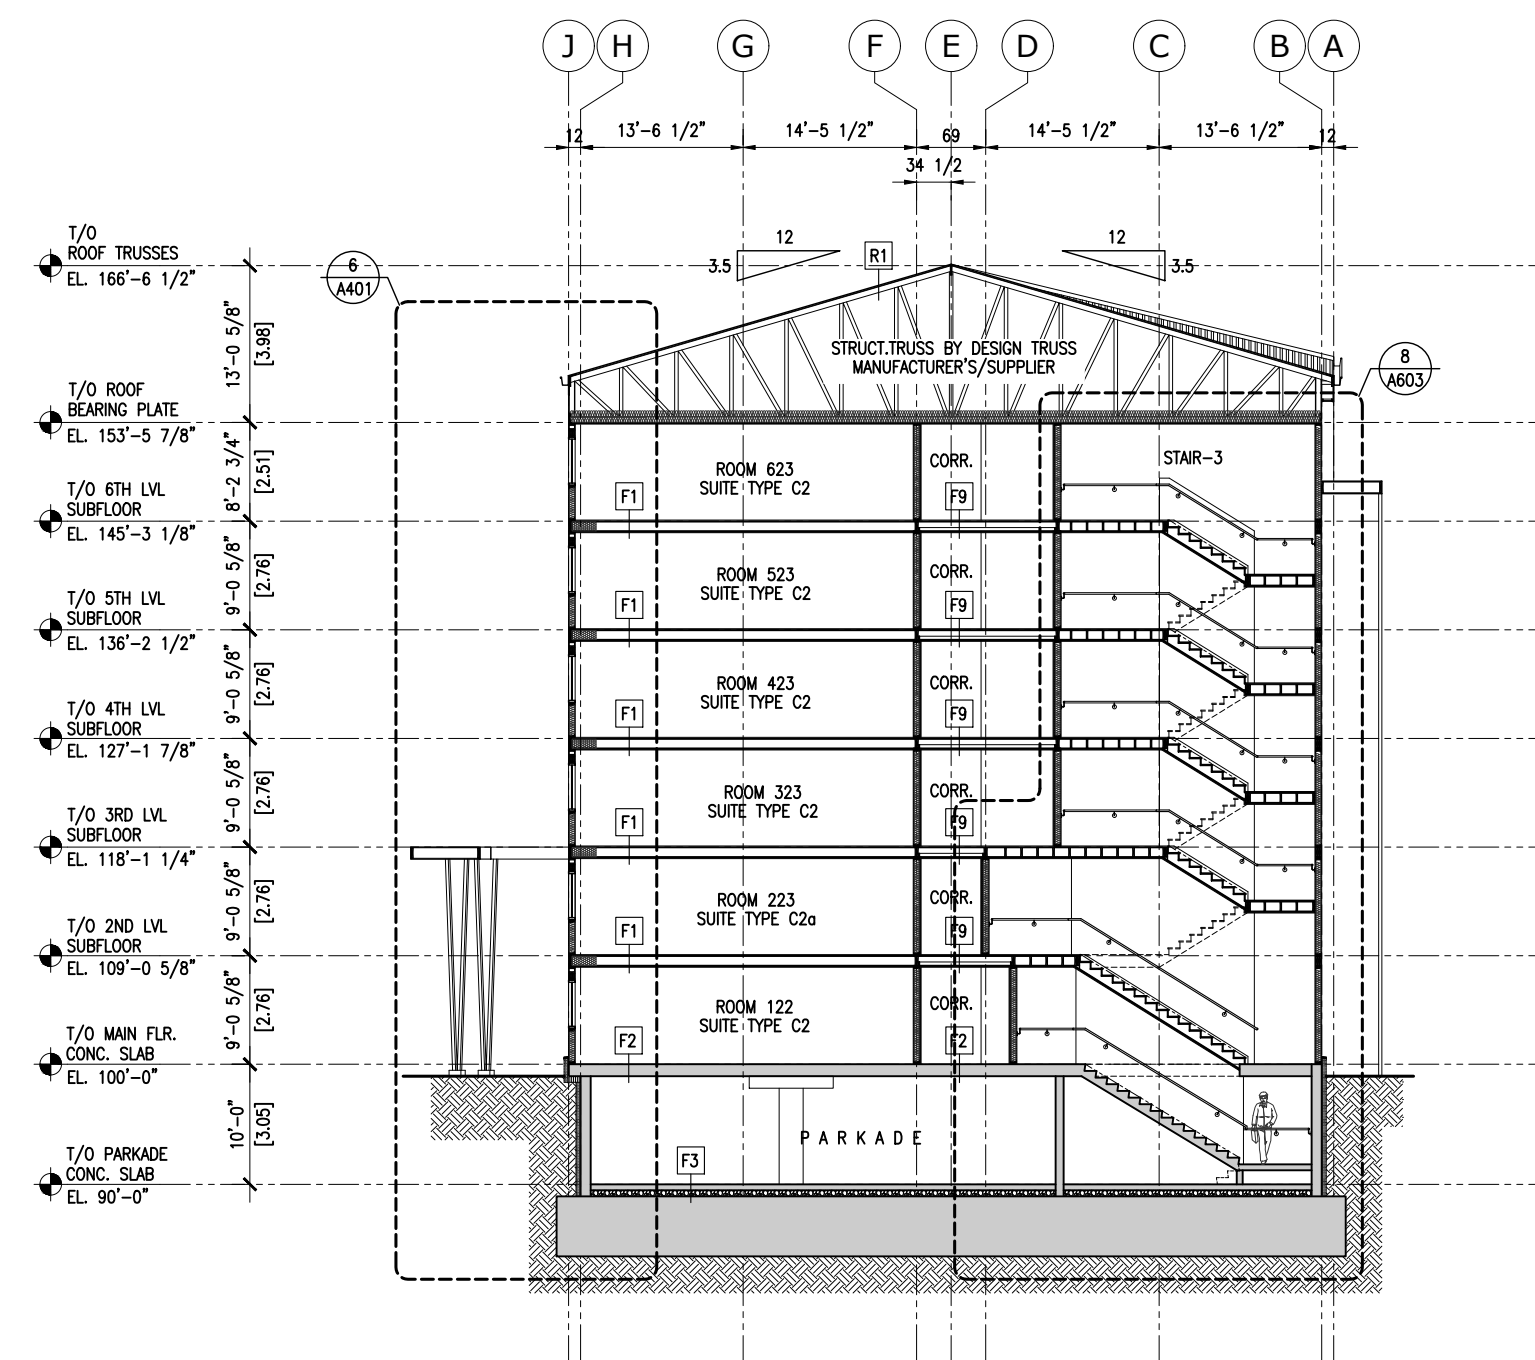 J H G F E D C B A
12 13'-6 1/2" 14'-5 1/2" 69 14'-5 1/2" 13'-6 1/2" 12
34 1/2
T/O
ROOF TRUSSES
EL. 166'-6 1/2"
6
A401
12
3.5
R1
12
3.5
13'-0 5/8"
[3.98]
STRUCT.TRUSS BY DESIGN TRUSS
MANUFACTURER'S/SUPPLIER
8
A603
T/O ROOF
BEARING PLATE
EL. 153'-5 7/8"
8'-2 3/4"
[2.51]
ROOM 623
SUITE TYPE C2
CORR.
STAIR-3
F1
F9
T/O 6TH LVL
SUBFLOOR
EL. 145'-3 1/8"
9'-0 5/8"
[2.76]
ROOM 523
SUITE TYPE C2
CORR.
F1
F9
T/O 5TH LVL
SUBFLOOR
EL. 136'-2 1/2"
9'-0 5/8"
[2.76]
ROOM 423
SUITE TYPE C2
CORR.
F1
F9
T/O 4TH LVL
SUBFLOOR
EL. 127'-1 7/8"
9'-0 5/8"
[2.76]
ROOM 323
SUITE TYPE C2
CORR.
F1
F9
T/O 3RD LVL
SUBFLOOR
EL. 118'-1 1/4"
9'-0 5/8"
[2.76]
ROOM 223
SUITE TYPE C2a
CORR.
F1
F9
T/O 2ND LVL
SUBFLOOR
EL. 109'-0 5/8"
9'-0 5/8"
[2.76]
ROOM 122
SUITE TYPE C2
CORR.
F2
F2
T/O MAIN FLR.
CONC. SLAB
EL. 100'-0"
10'-0"
[3.05]
PARKADE
F3
T/O PARKADE
CONC. SLAB
EL. 90'-0"